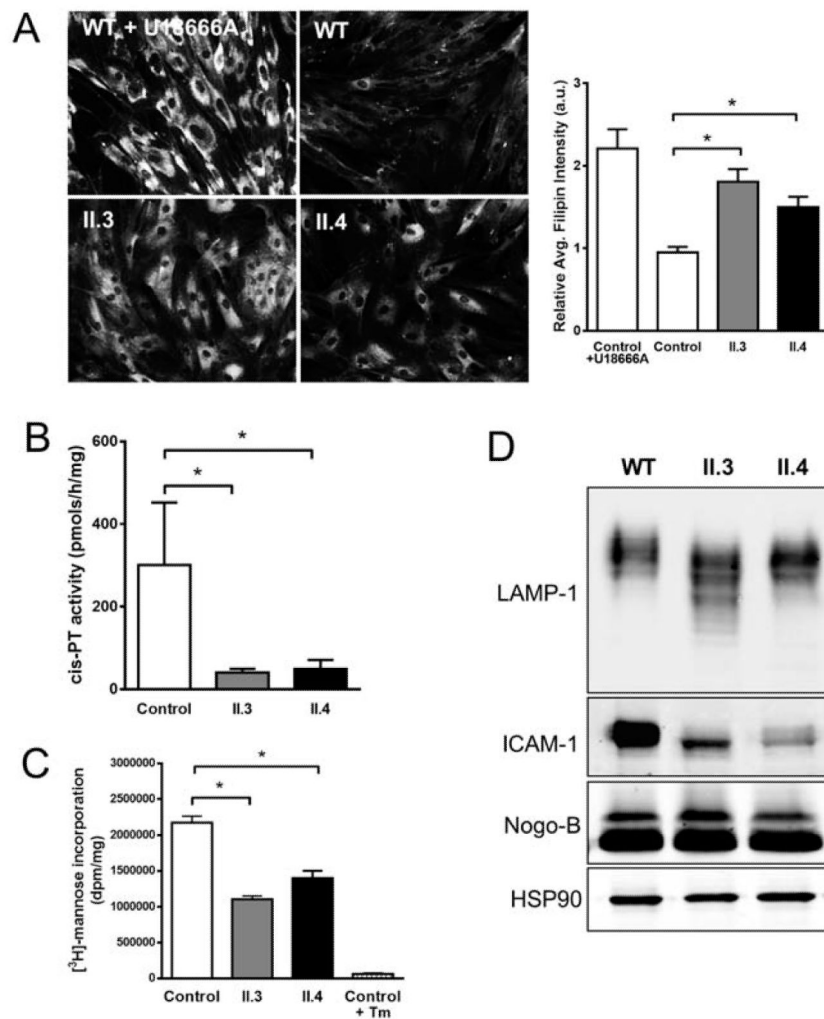 A
WT + U18666A
WT
II.3
II.4
Relative Avg. Filipin Intensity (a.u.)
3
2
1
0
*
*
Control
+U18666A
Control
II.3
II.4
B
cis-PT activity (pmols/h/mg)
600
400
200
0
*
*
Control
II.3
II.4
C
[³H]-mannose incorporation
(dpm/mg)
3000000
2500000
2000000
1500000
1000000
500000
0
*
*
Control
II.3
II.4
Control
+ Tm
D
WT
II.3
II.4
LAMP-1
ICAM-1
Nogo-B
HSP90